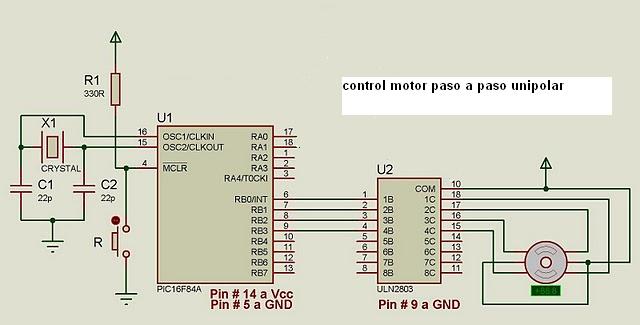 control motor paso a paso unipolar
R1
330R
X1
CRYSTAL
C1
22p
C2
22p
R
U1
16
15
4
OSC1/CLKIN
OSC2/CLKOUT
MCLR
RA0
RA1
RA2
RA3
RA4/T0CKI
RB0/INT
RB1
RB2
RB3
RB4
RB5
RB6
RB7
17
18
1
2
3
6
7
8
9
10
11
12
13
PIC16F84A
Pin # 14 a Vcc
Pin # 5 a GND
U2
1
2
3
4
5
6
7
8
1B
2B
3B
4B
5B
6B
7B
8B
COM
1C
2C
3C
4C
5C
6C
7C
8C
10
18
17
16
15
14
13
12
11
ULN2803
Pin # 9 a GND